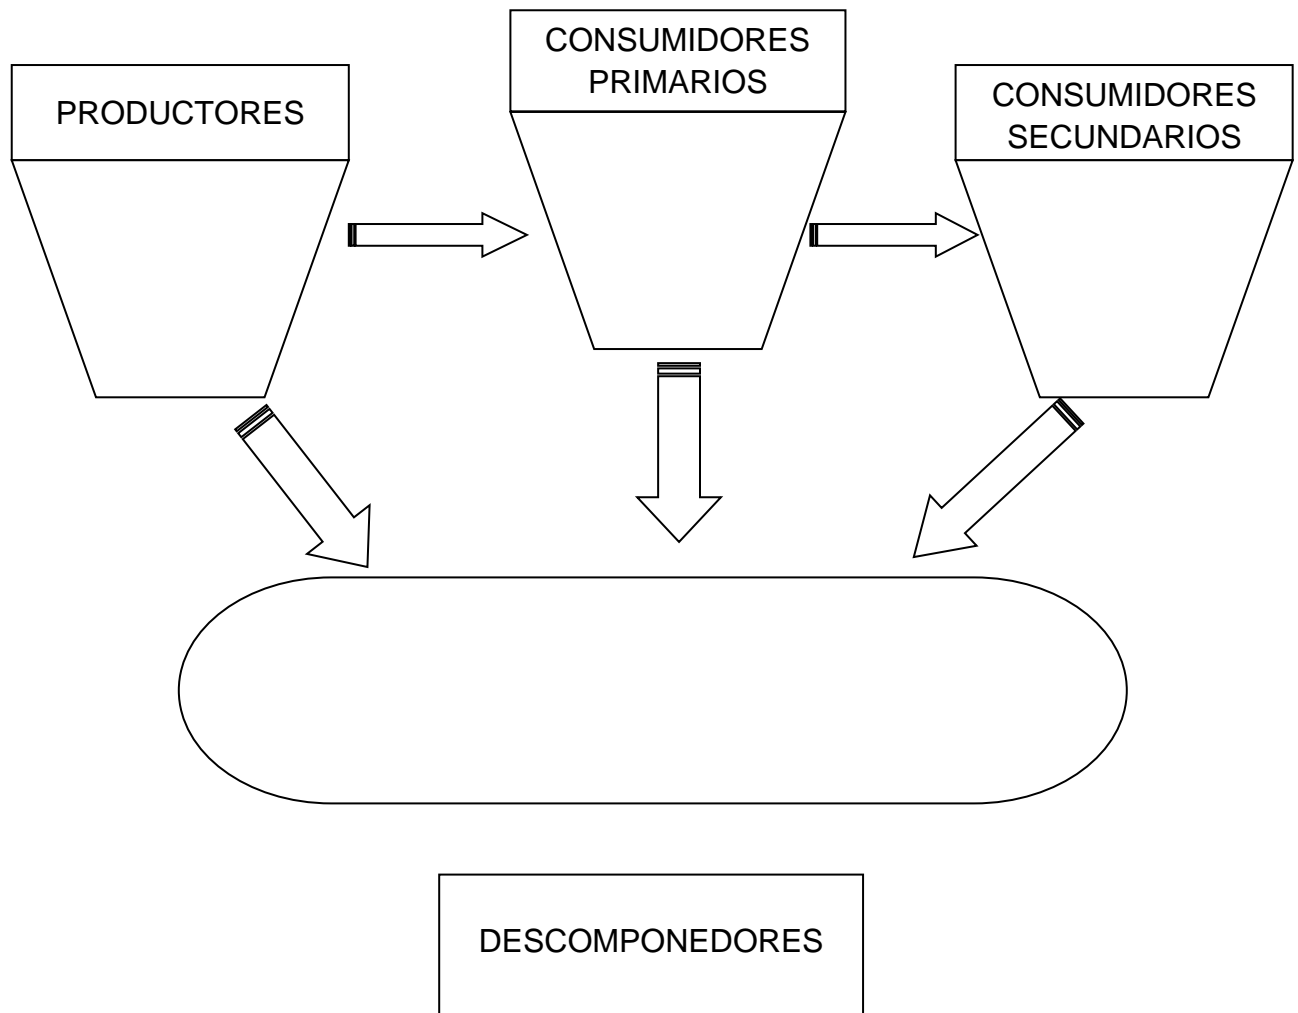 PRODUCTORES
CONSUMIDORES
PRIMARIOS
CONSUMIDORES
SECUNDARIOS
DESCOMPONEDORES